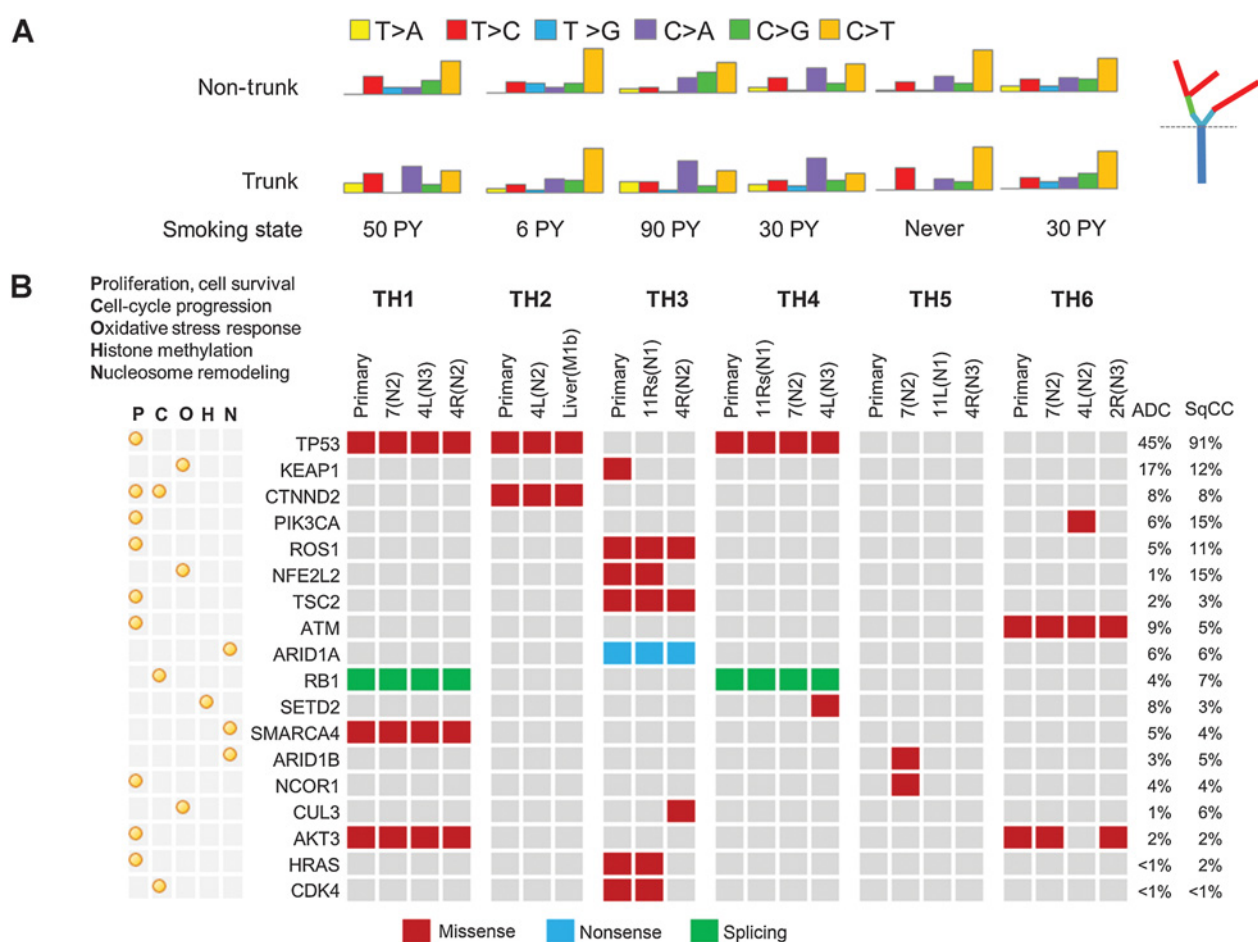 A
T>A T>C T >G C>A C>G C>T
Non-trunk
Trunk
Smoking state 50 PY 6 PY 90 PY 30 PY Never 30 PY
B
Proliferation, cell survival
Cell-cycle progression
Oxidative stress response
Histone methylation
Nucleosome remodeling
TH1 TH2 TH3 TH4 TH5 TH6
Primary 7(N2) 4L(N3) 4R(N2) Primary 4L(N2) Liver(M1b) Primary 11Rs(N1) 4R(N2) Primary 11Rs(N1) 7(N2) 4L(N3) Primary 7(N2) 11L(N1) 4R(N3) Primary 7(N2) 4L(N2) 2R(N3)
P C O H N ADC SqCC
TP53 45% 91%
KEAP1 17% 12%
CTNND2 8% 8%
PIK3CA 6% 15%
ROS1 5% 11%
NFE2L2 1% 15%
TSC2 2% 3%
ATM 9% 5%
ARID1A 6% 6%
RB1 4% 7%
SETD2 8% 3%
SMARCA4 5% 4%
ARID1B 3% 5%
NCOR1 4% 4%
CUL3 1% 6%
AKT3 2% 2%
HRAS <1% 2%
CDK4 <1% <1%
Missense Nonsense Splicing